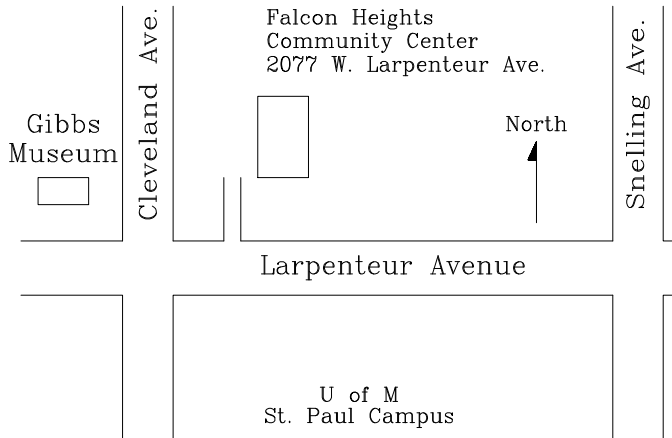 Falcon Heights
Community Center
2077 W. Larpenteur Ave.
Cleveland Ave.
Snelling Ave.
Gibbs
Museum
North
Larpenteur Avenue
U of M
St. Paul Campus